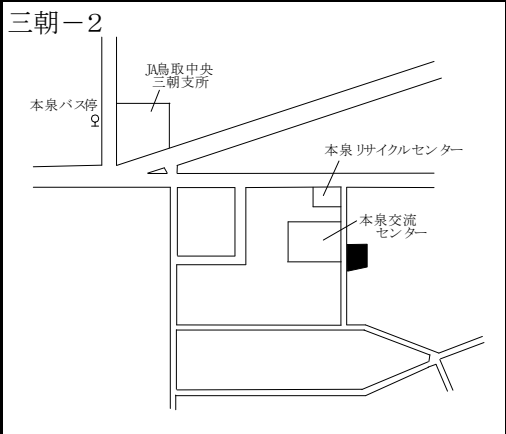 三朝－2
JA鳥取中央
三朝支所
本泉バス停
本泉リサイクルセンター
本泉交流
センター